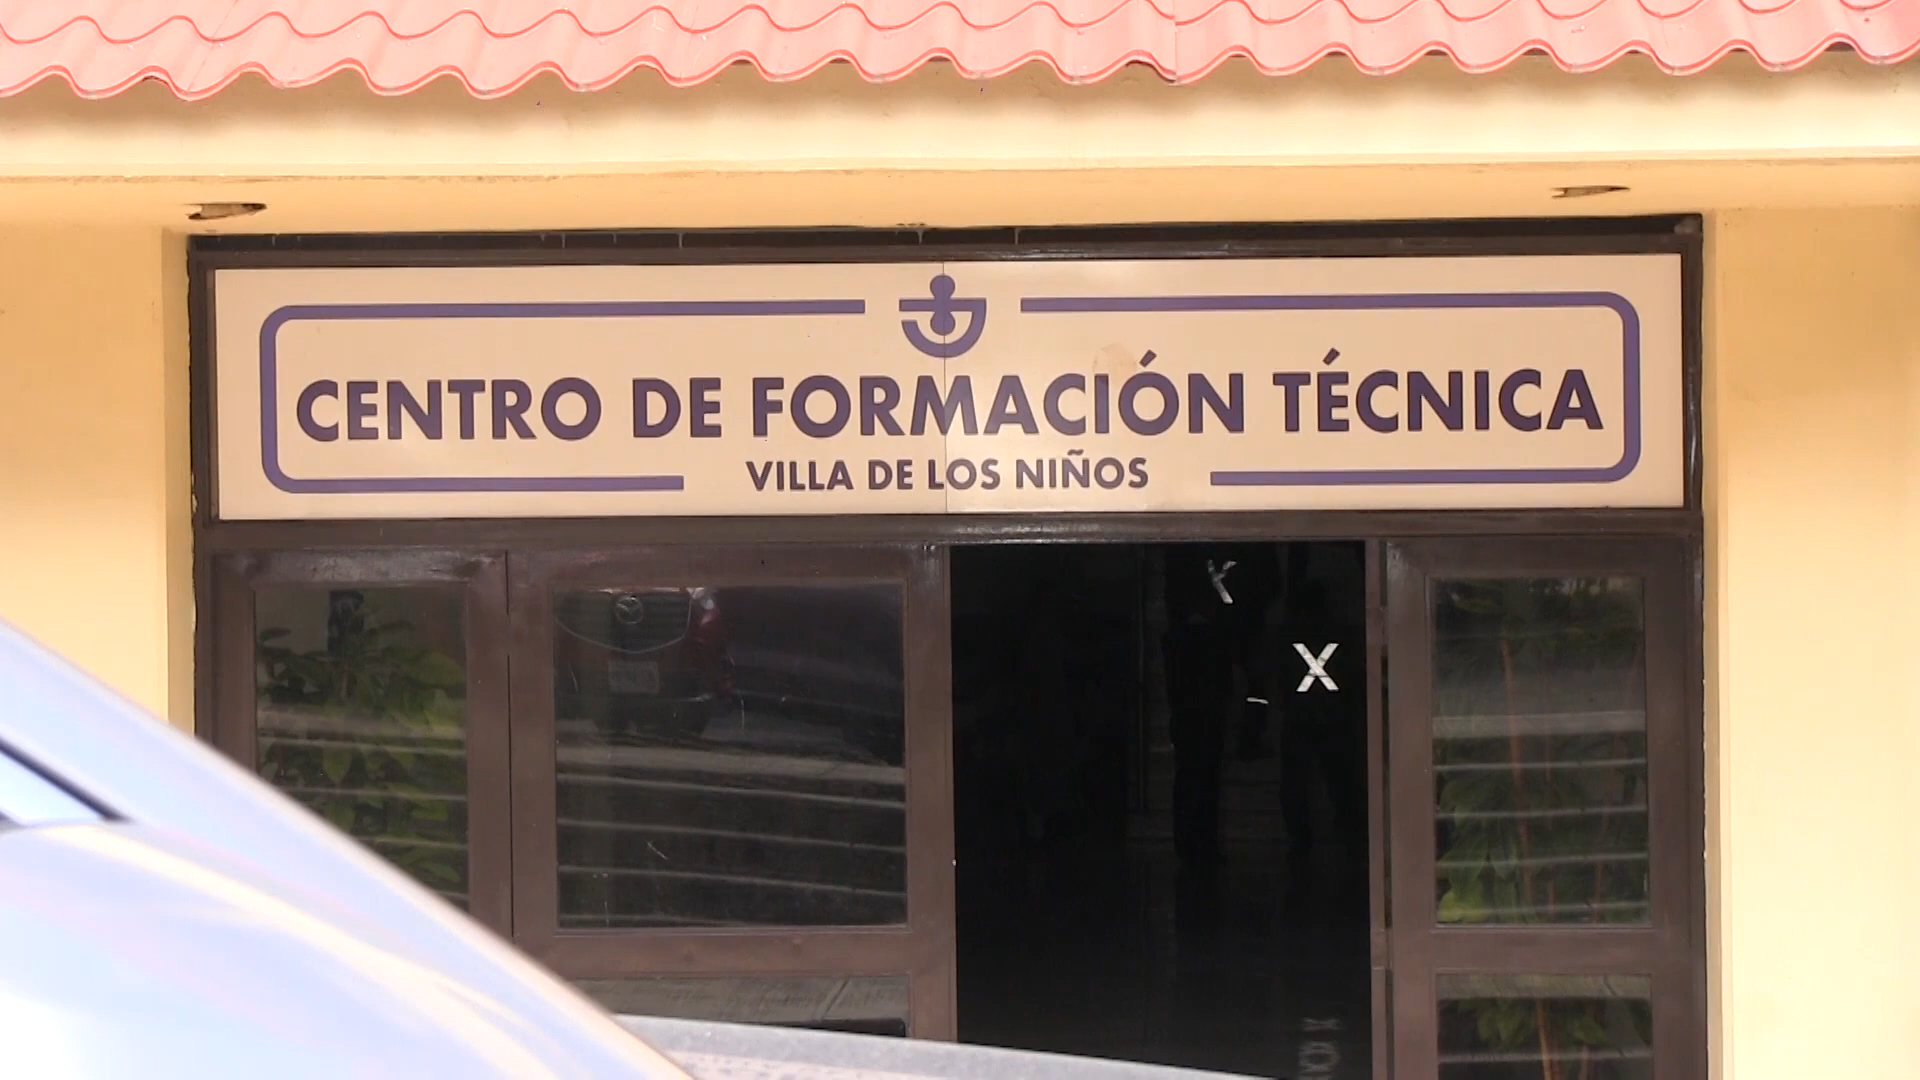 CENTRO DE FORMACIÓN TÉCNICA
VILLA DE LOS NIÑOS
X